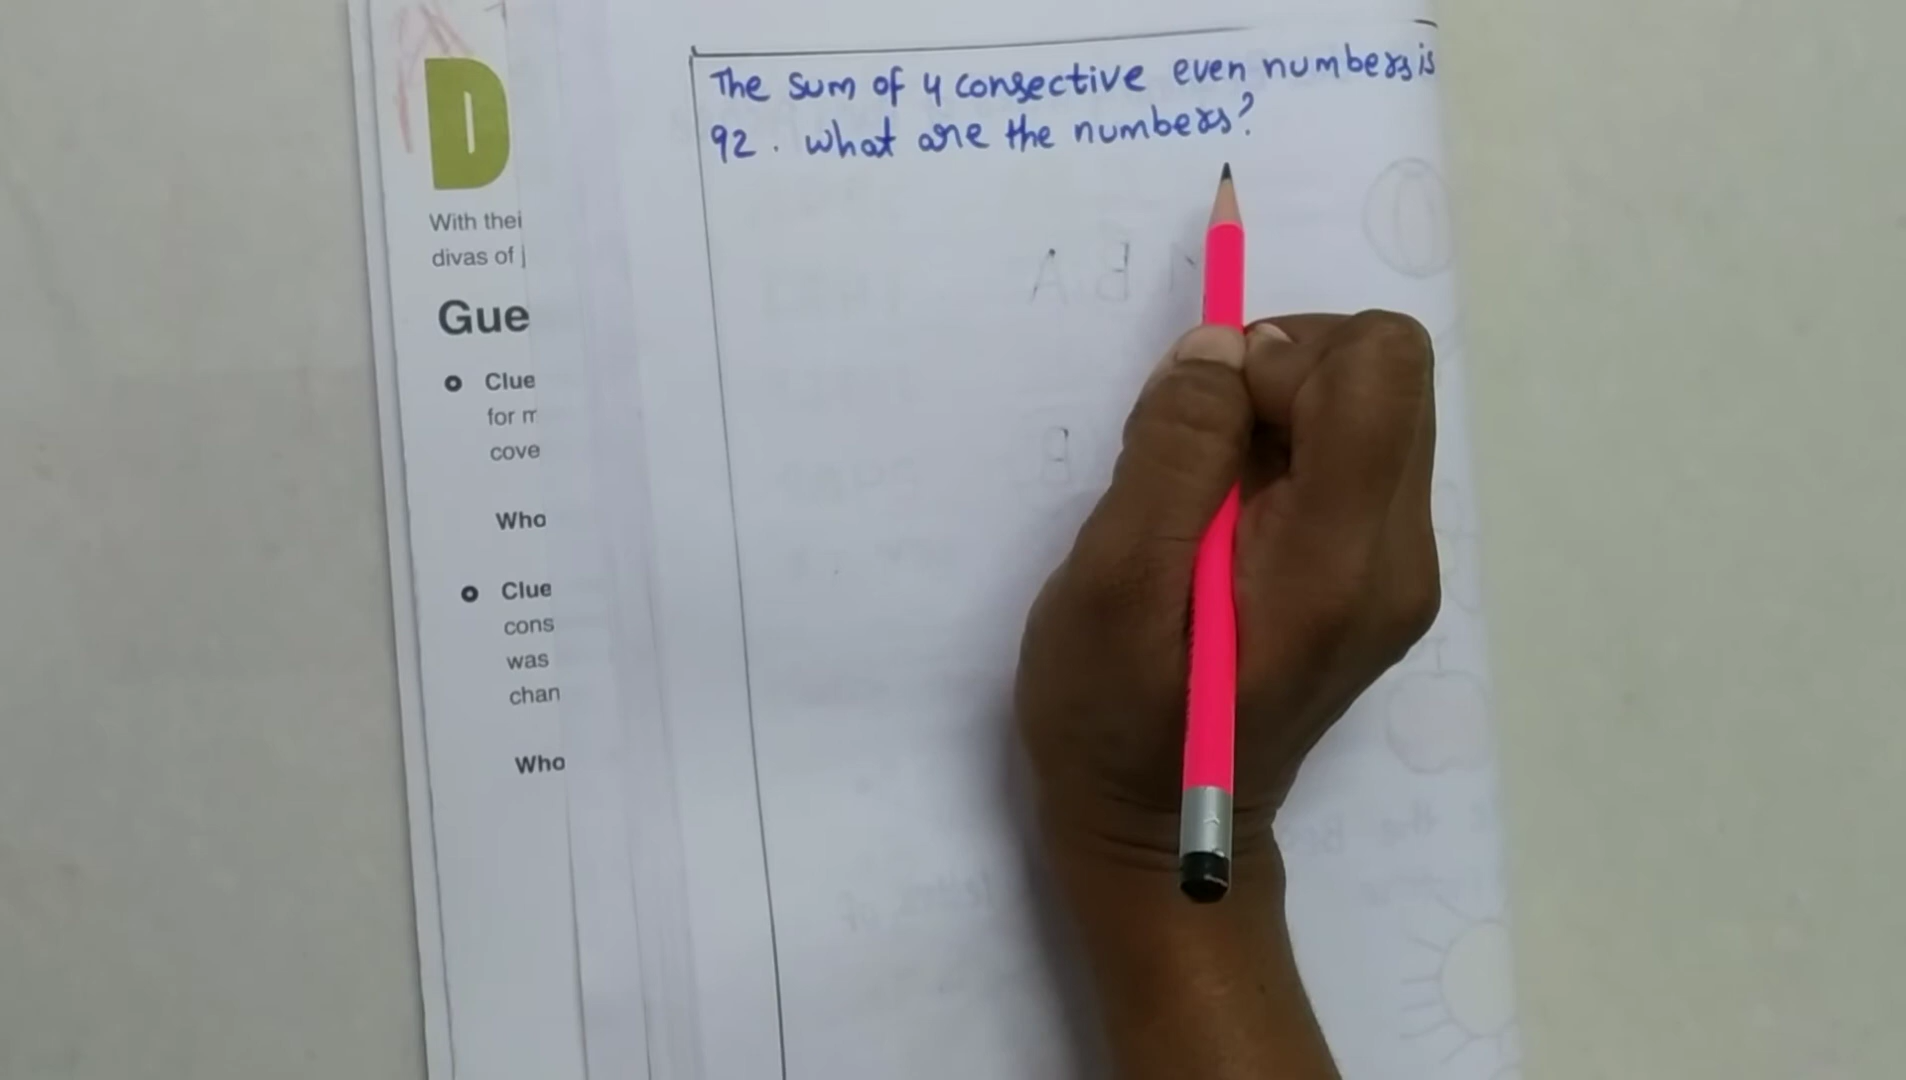 The sum of 4 consective even numbers is
92. What are the numbers?
D
With thei
divas of j
Gue
Clue
for m
cove
Who
Clue
cons
was
chan
Who